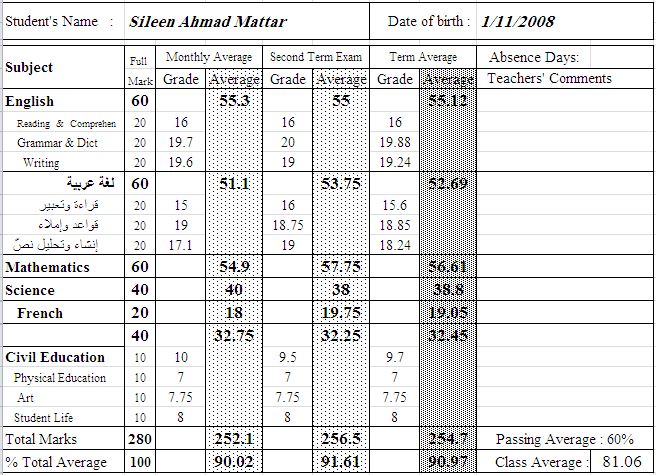 Student's Name : Sileen Ahmad Mattar Date of birth : 1/11/2008
Subject Full Mark Monthly Average Second Term Exam Term Average Absence Days:
Grade Average Grade Average Grade Average Teachers' Comments
English 60 55.3 55 55.12
Reading & Comprehen 20 16 16 16
Grammar & Dict 20 19.7 20 19.88
Writing 20 19.6 19 19.24
لغة عربية 60 51.1 53.75 52.69
قراءة وتعبير 20 15 16 15.6
قواعد وإملاء 20 19 18.75 18.85
إنشاء وتحليل نصّ 20 17.1 19 18.24
Mathematics 60 54.9 57.75 56.61
Science 40 40 38 38.8
French 20 18 19.75 19.05
40 32.75 32.25 32.45
Civil Education 10 10 9.5 9.7
Physical Education 10 7 7 7
Art 10 7.75 7.75 7.75
Student Life 10 8 8 8
Total Marks 280 252.1 256.5 254.7 Passing Average : 60%
% Total Average 100 90.02 91.61 90.97 Class Average : 81.06